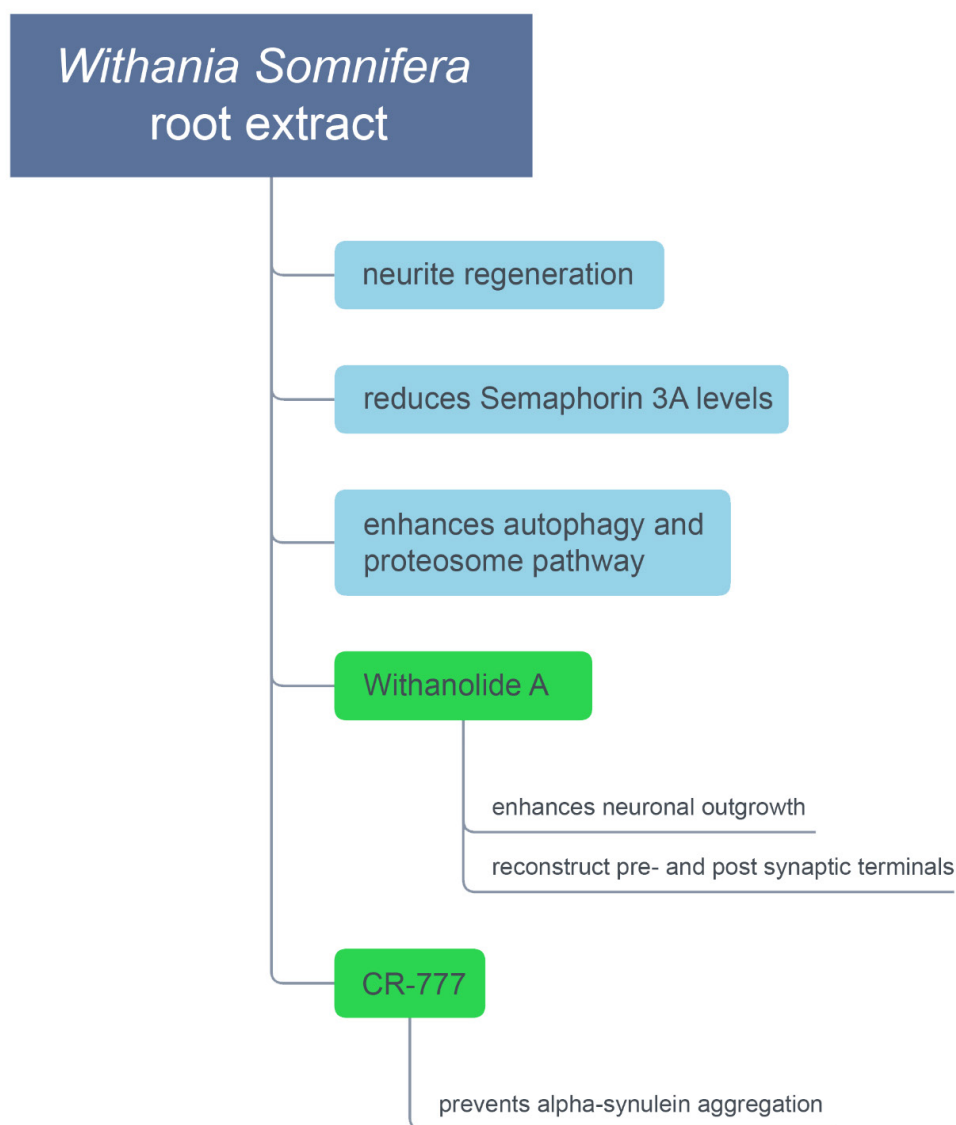 Withania Somnifera
root extract
neurite regeneration
reduces Semaphorin 3A levels
enhances autophagy and
proteosome pathway
Withanolide A
enhances neuronal outgrowth
reconstruct pre- and post synaptic terminals
CR-777
prevents alpha-synulein aggregation